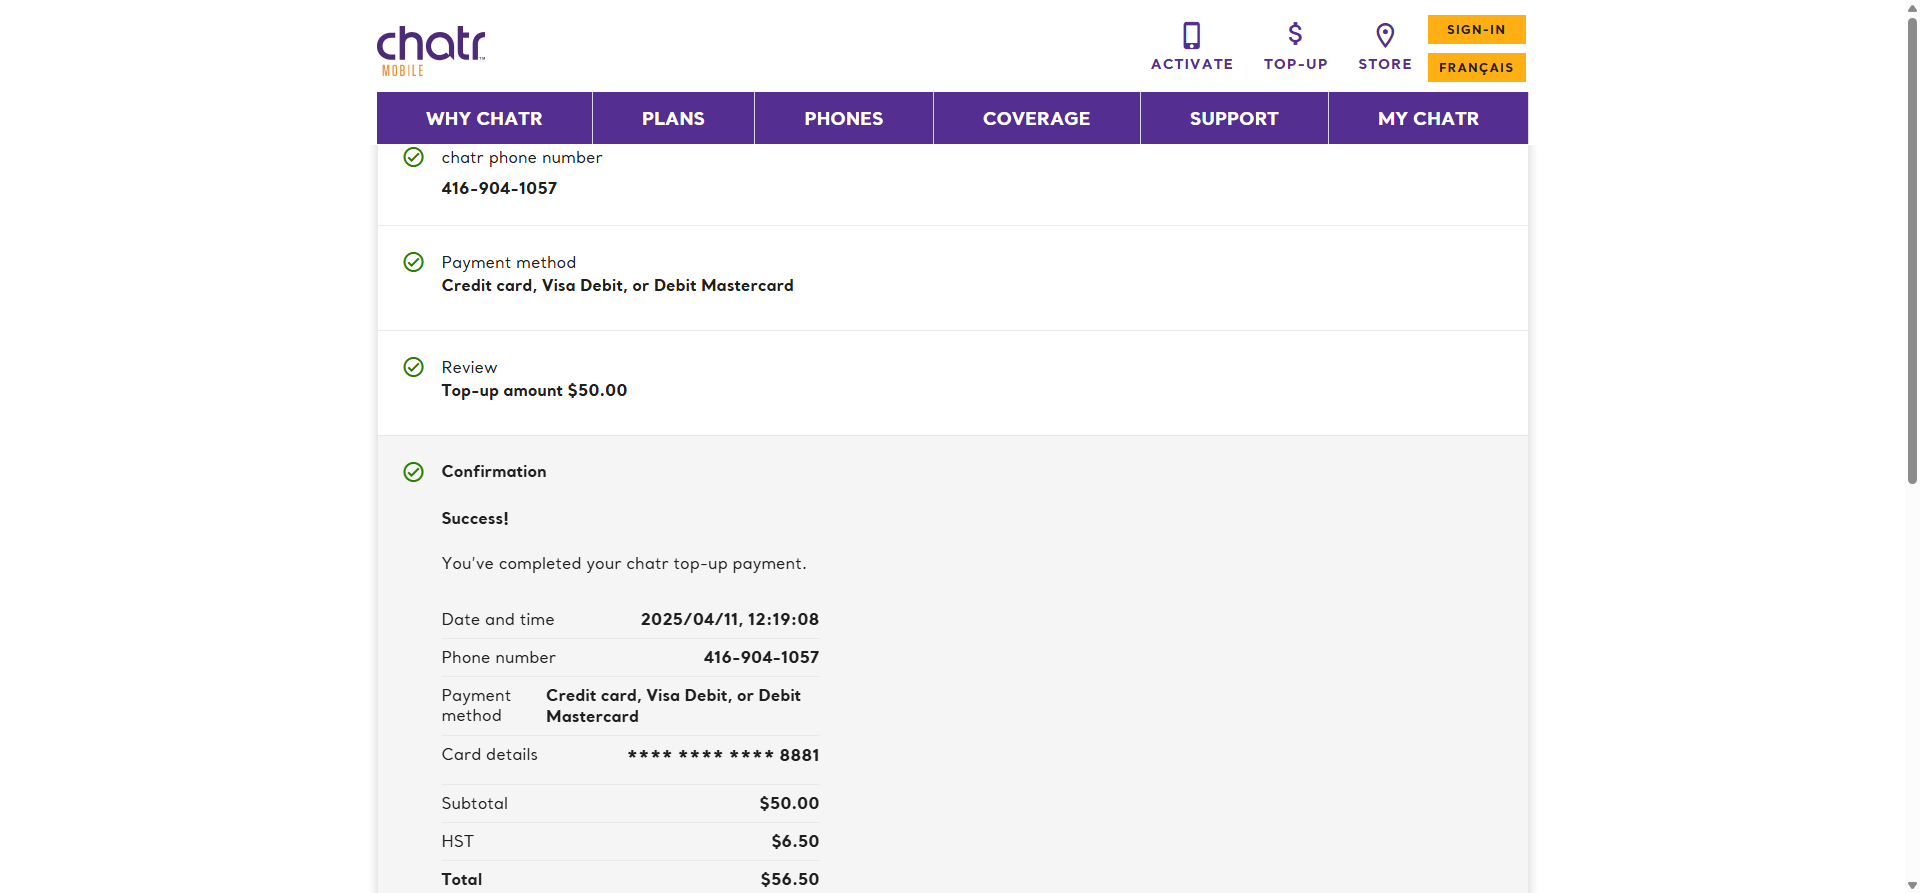 chatr™
MOBILE
ACTIVATE
TOP-UP
STORE
SIGN-IN
FRANÇAIS
WHY CHATR
PLANS
PHONES
COVERAGE
SUPPORT
MY CHATR
chatr phone number
416-904-1057
Payment method
Credit card, Visa Debit, or Debit Mastercard
Review
Top-up amount $50.00
Confirmation
Success!
You've completed your chatr top-up payment.
Date and time 2025/04/11, 12:19:08
Phone number 416-904-1057
Payment method Credit card, Visa Debit, or Debit Mastercard
Card details **** **** **** 8881
Subtotal $50.00
HST $6.50
Total $56.50